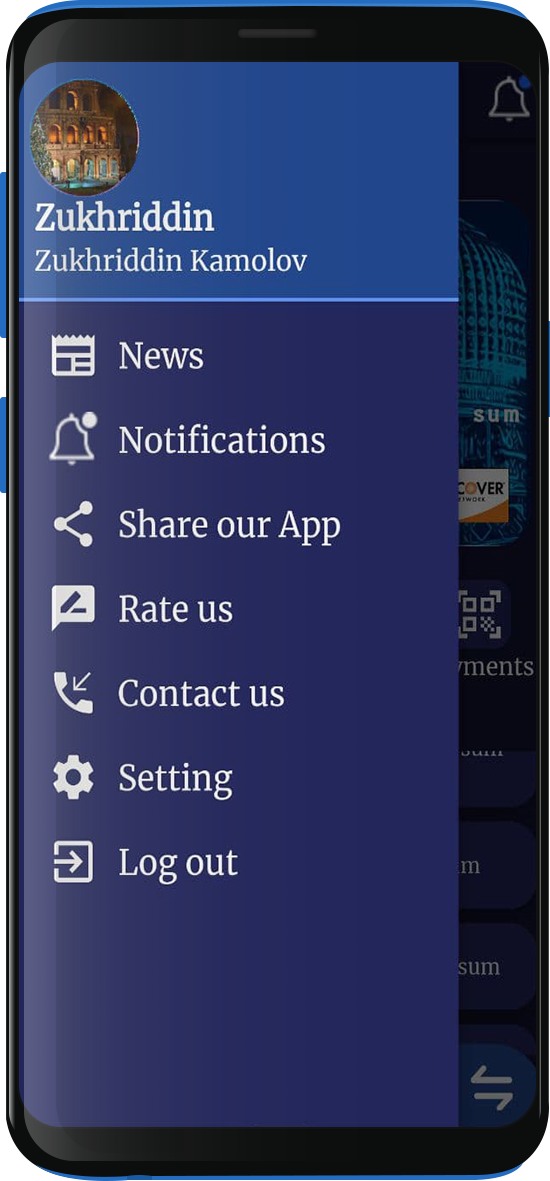 Zukhriddin
Zukhriddin Kamolov
News
Notifications
Share our App
Rate us
Contact us
Setting
Log out
sum
COVER
NETWORK
yments
sum
m
sum